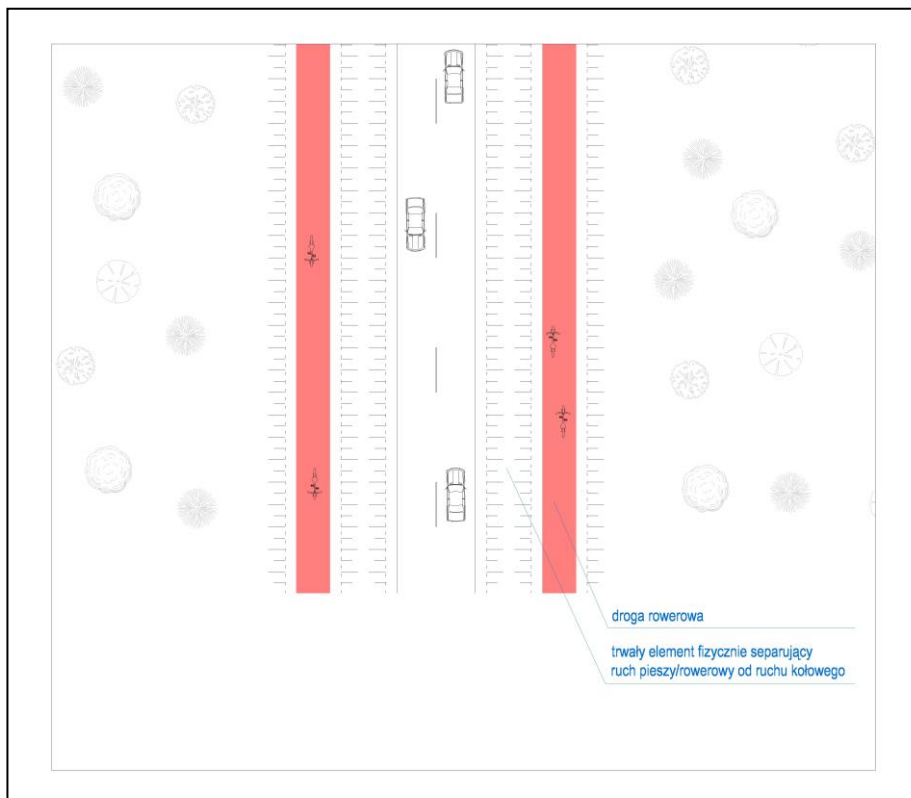 droga rowerowa
trwały element fizycznie separujący
ruch pieszy/rowerowy od ruchu kołowego